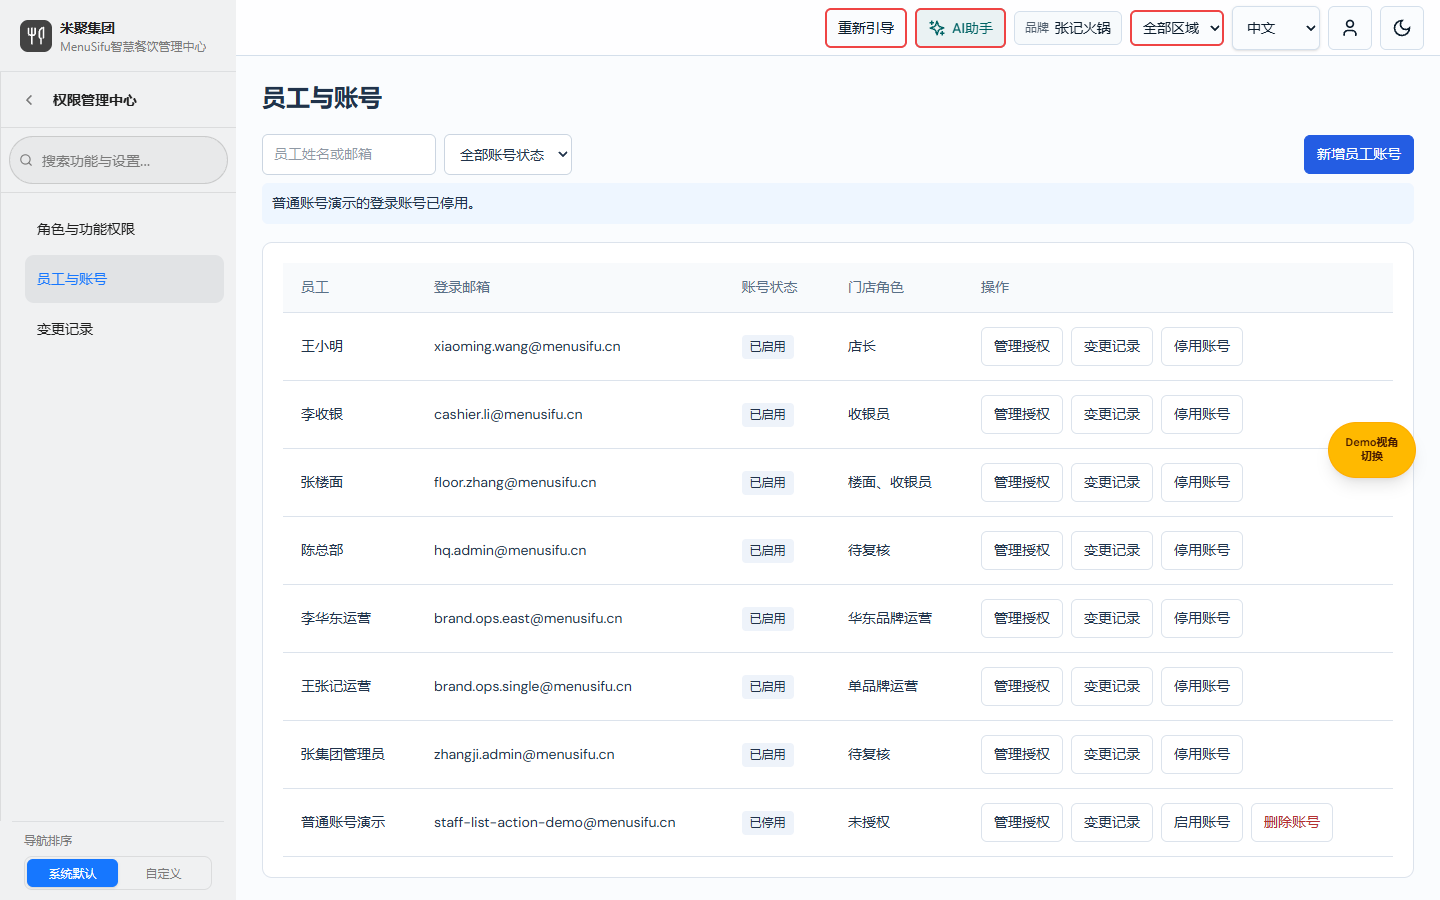 米聚集团
MenuSifu智慧餐饮管理中心
重新引导
AI助手
品牌 张记火锅
全部区域
中文
权限管理中心
搜索功能与设置...
角色与功能权限
员工与账号
变更记录
导航排序
系统默认
自定义
员工与账号
员工姓名或邮箱
全部账号状态
新增员工账号
普通账号演示的登录账号已停用。
员工 登录邮箱 账号状态 门店角色 操作
王小明 xiaoming.wang@menusifu.cn 已启用 店长 管理授权 变更记录 停用账号
李收银 cashier.li@menusifu.cn 已启用 收银员 管理授权 变更记录 停用账号
张楼面 floor.zhang@menusifu.cn 已启用 楼面、收银员 管理授权 变更记录 停用账号
陈总部 hq.admin@menusifu.cn 已启用 待复核 管理授权 变更记录 停用账号
李华东运营 brand.ops.east@menusifu.cn 已启用 华东品牌运营 管理授权 变更记录 停用账号
王张记运营 brand.ops.single@menusifu.cn 已启用 单品牌运营 管理授权 变更记录 停用账号
张集团管理员 zhangji.admin@menusifu.cn 已启用 待复核 管理授权 变更记录 停用账号
普通账号演示 staff-list-action-demo@menusifu.cn 已停用 未授权 管理授权 变更记录 启用账号 删除账号
Demo视角
切换